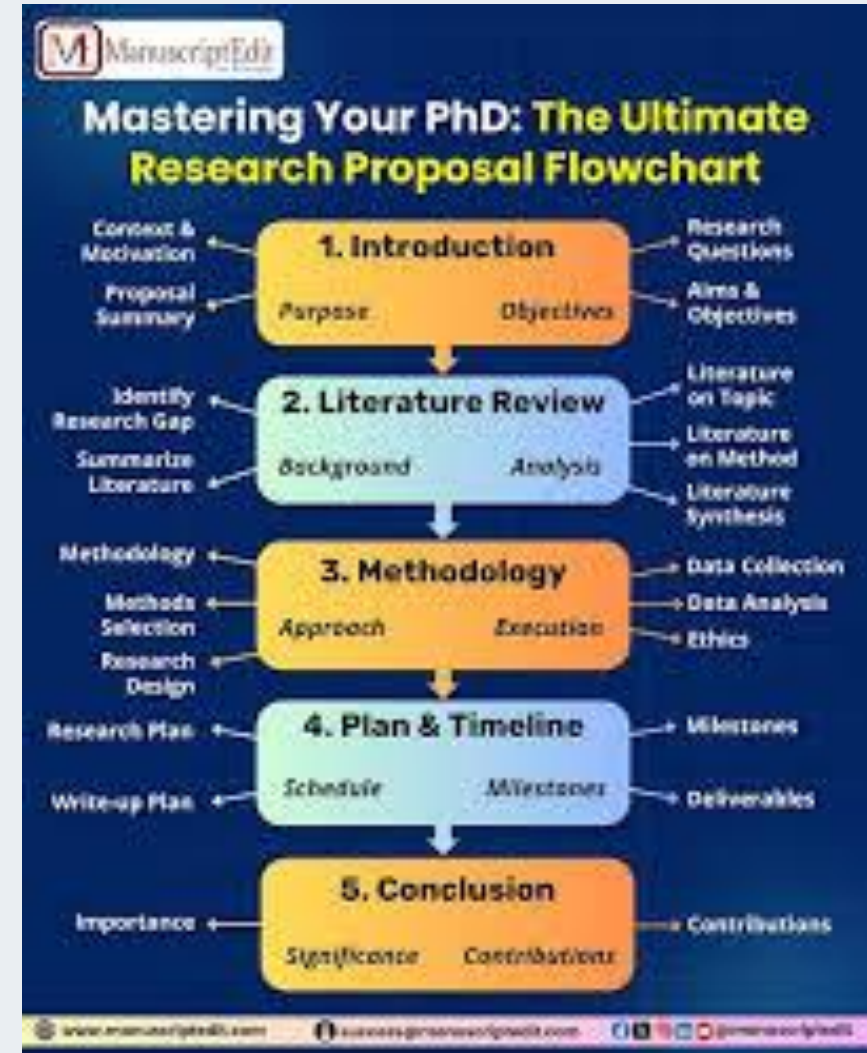 ManuscriptEdit
Mastering Your PhD: The Ultimate
Research Proposal Flowchart
Context &
Motivation
Proposal
Summary
1. Introduction
Purpose
Objectives
Research
Questions
Aims &
Objectives
Identify
Research Gap
Summarize
Literature
2. Literature Review
Background
Analysis
Literature
on Topic
Literature
on Method
Literature
Synthesis
Methodology
Methods
Selection
Research
Design
3. Methodology
Approach
Execution
Data Collection
Data Analysis
Ethics
Research Plan
Write-up Plan
4. Plan & Timeline
Schedule
Milestones
Milestones
Deliverables
Importance
5. Conclusion
Significance
Contributions
Contributions
www.manuscriptedit.com